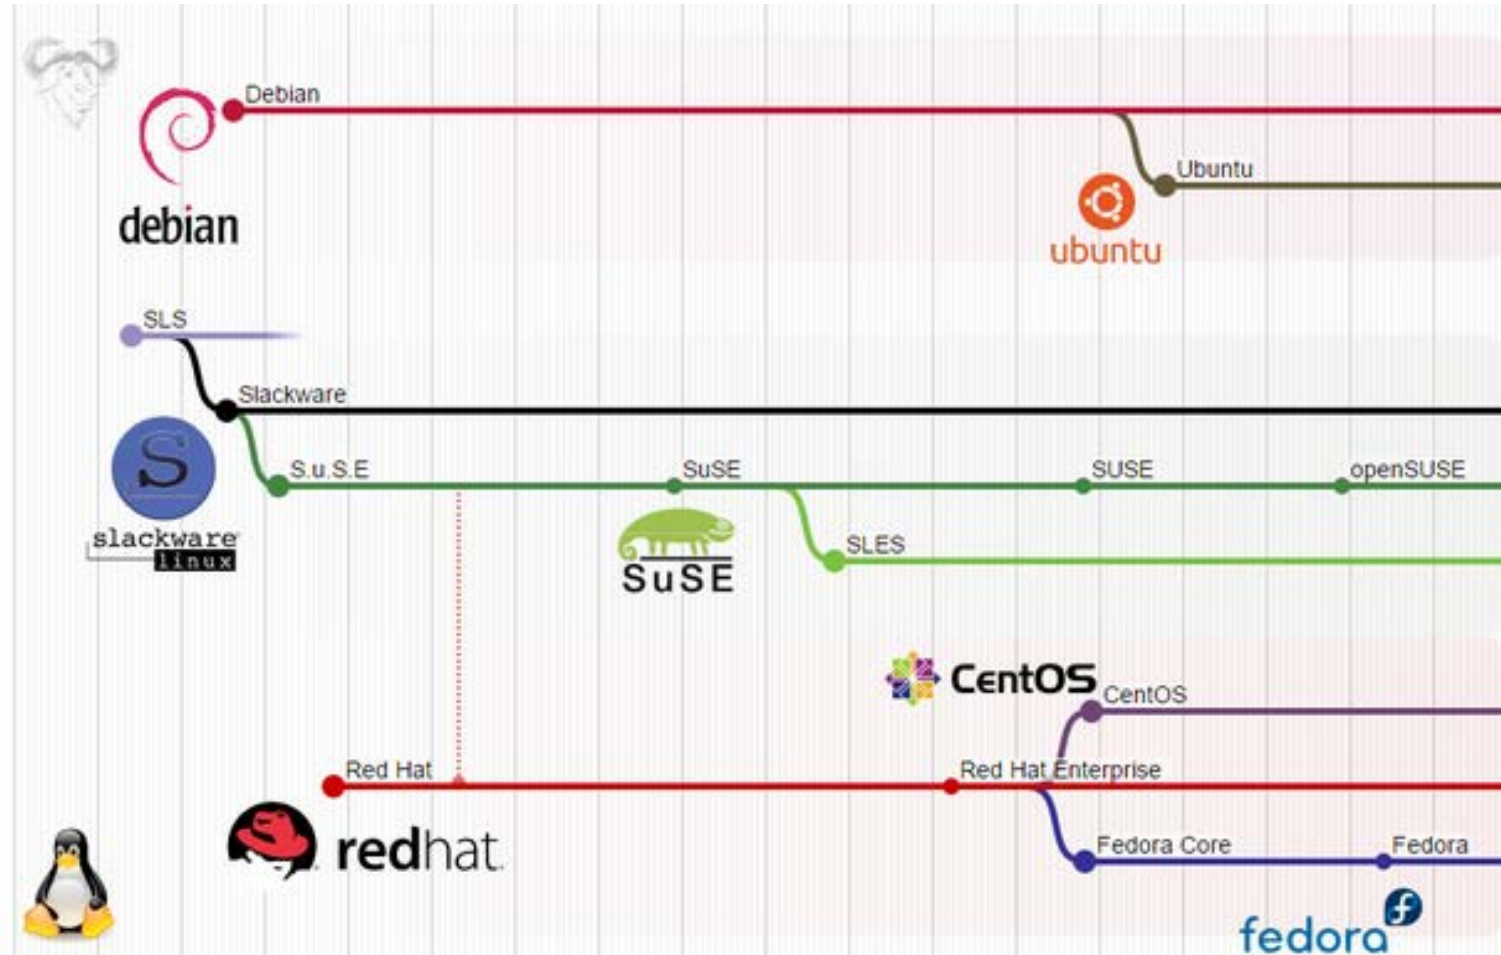 Debian
debian
Ubuntu
ubuntu
SLS
Slackware
S
slackware
linux
S.u.S.E
SuSE
SUSE
openSUSE
SuSE
SLES
CentOS
CentOS
Red Hat
Red Hat Enterprise
redhat
Fedora Core
Fedora
fedora